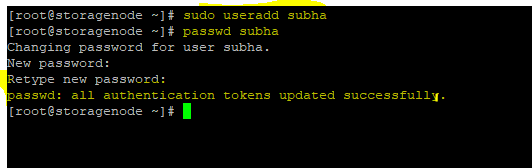 [root@storagenode ~]# sudo useradd subha
[root@storagenode ~]# passwd subha
Changing password for user subha.
New password:
Retype new password:
passwd: all authentication tokens updated successfully.
[root@storagenode ~]#